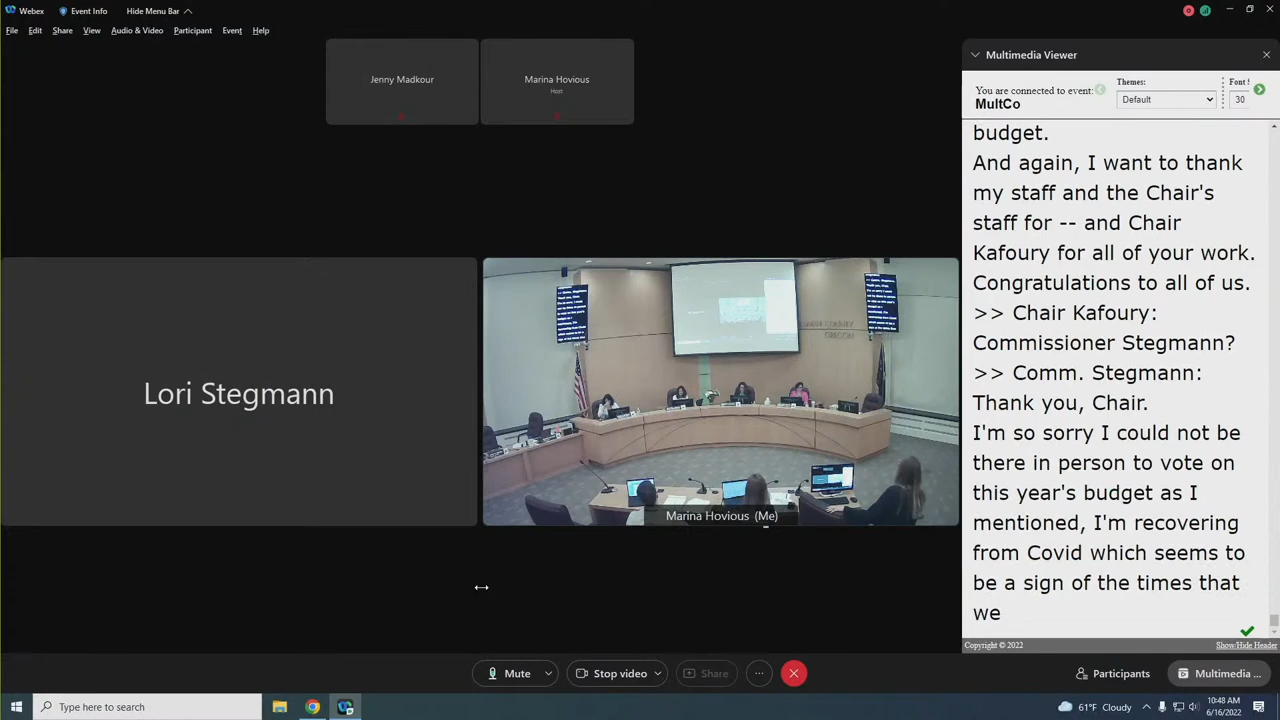 Webex
Event Info
Hide Menu Bar
File
Edit
Share
View
Audio & Video
Participant
Event
Help
Jenny Madkour
Marina Hovious
Host
Lori Stegmann
Marina Hovious (Me)
Multimedia Viewer
You are connected to event:
MultCo
Themes:
Default
Font S
30
budget.
And again, I want to thank
my staff and the Chair's
staff for -- and Chair
Kafoury for all of your work.
Congratulations to all of us.
>> Chair Kafoury:
Commissioner Stegmann?
>> Comm. Stegmann:
Thank you, Chair.
I'm so sorry I could not be
there in person to vote on
this year's budget as I
mentioned, I'm recovering
from Covid which seems to
be a sign of the times that
we
Copyright © 2022
Show/Hide Header
Mute
Stop video
Share
Participants
Multimedia ...
Type here to search
61°F Cloudy
10:48 AM
6/16/2022